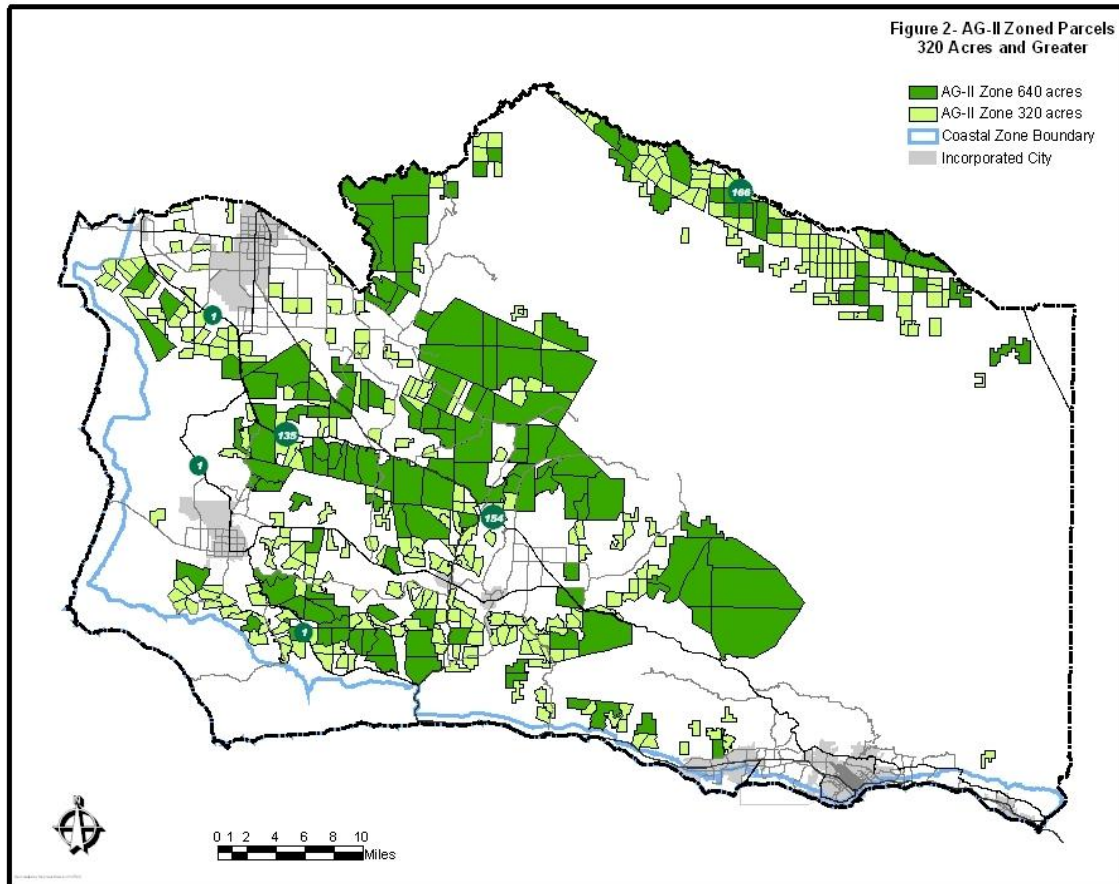 Figure 2- AG-II Zoned Parcels
320 Acres and Greater
AG-II Zone 640 acres
AG-II Zone 320 acres
Coastal Zone Boundary
Incorporated City
166
1
135
1
154
1
N
0 1 2 4 6 8 10
Miles